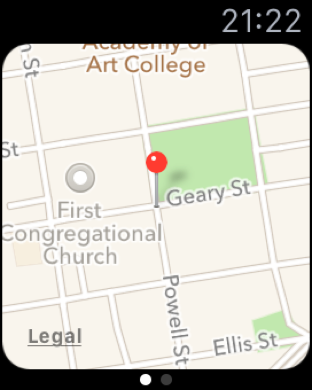 21:22
Academy of
Art College
St
St
Geary St
First
Congregational
Church
Powell St
Legal
Ellis St